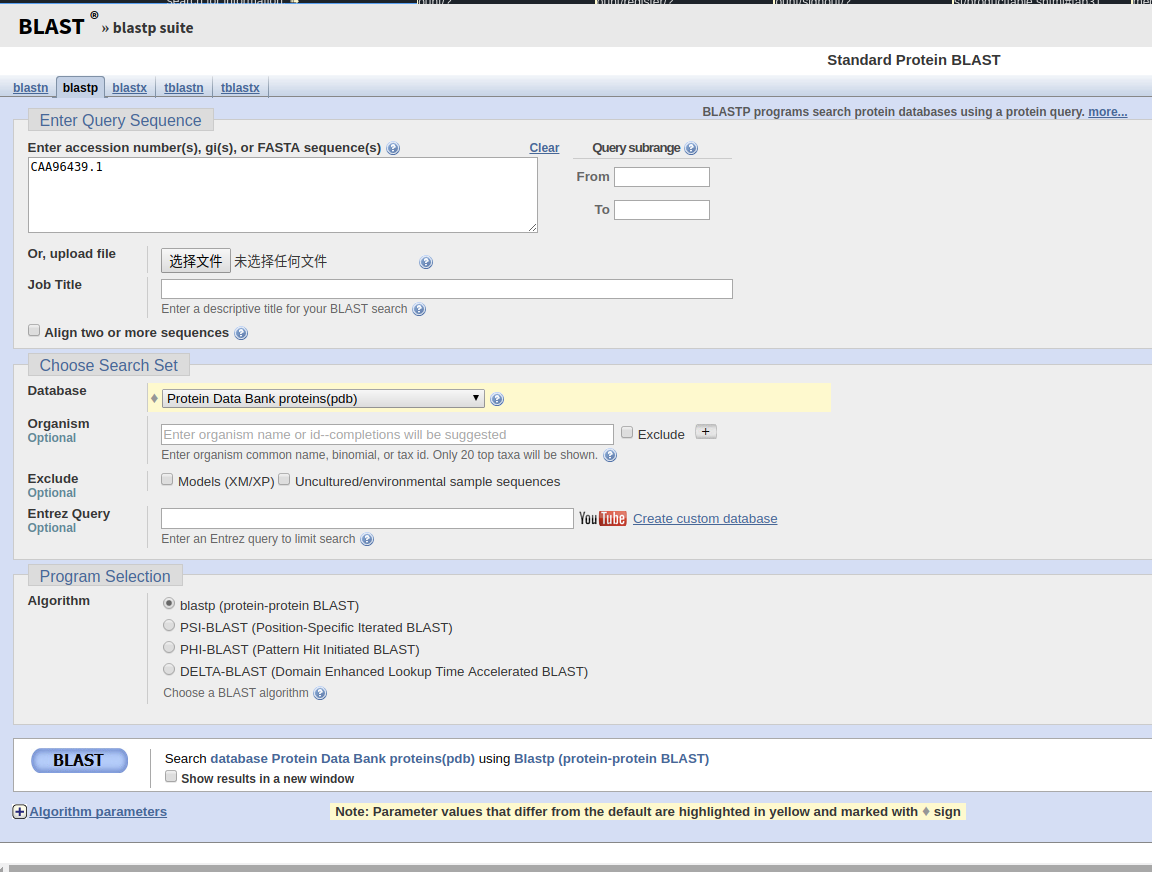 BLAST ® » blastp suite
Standard Protein BLAST
blastn blastp blastx tblastn tblastx
BLASTP programs search protein databases using a protein query. more...
Enter Query Sequence
Enter accession number(s), gi(s), or FASTA sequence(s) ? Clear Query subrange ?
CAA96439.1
From
To
Or, upload file 选择文件 未选择任何文件 ?
Job Title
Enter a descriptive title for your BLAST search ?
Align two or more sequences ?
Choose Search Set
Database ♦ Protein Data Bank proteins(pdb) ▼ ?
Organism
Optional
Enter organism name or id--completions will be suggested Exclude +
Enter organism common name, binomial, or tax id. Only 20 top taxa will be shown. ?
Exclude
Optional
Models (XM/XP) Uncultured/environmental sample sequences
Entrez Query
Optional
YouTube Create custom database
Enter an Entrez query to limit search ?
Program Selection
Algorithm
blastp (protein-protein BLAST)
PSI-BLAST (Position-Specific Iterated BLAST)
PHI-BLAST (Pattern Hit Initiated BLAST)
DELTA-BLAST (Domain Enhanced Lookup Time Accelerated BLAST)
Choose a BLAST algorithm ?
BLAST
Search database Protein Data Bank proteins(pdb) using Blastp (protein-protein BLAST)
Show results in a new window
+ Algorithm parameters
Note: Parameter values that differ from the default are highlighted in yellow and marked with ♦ sign